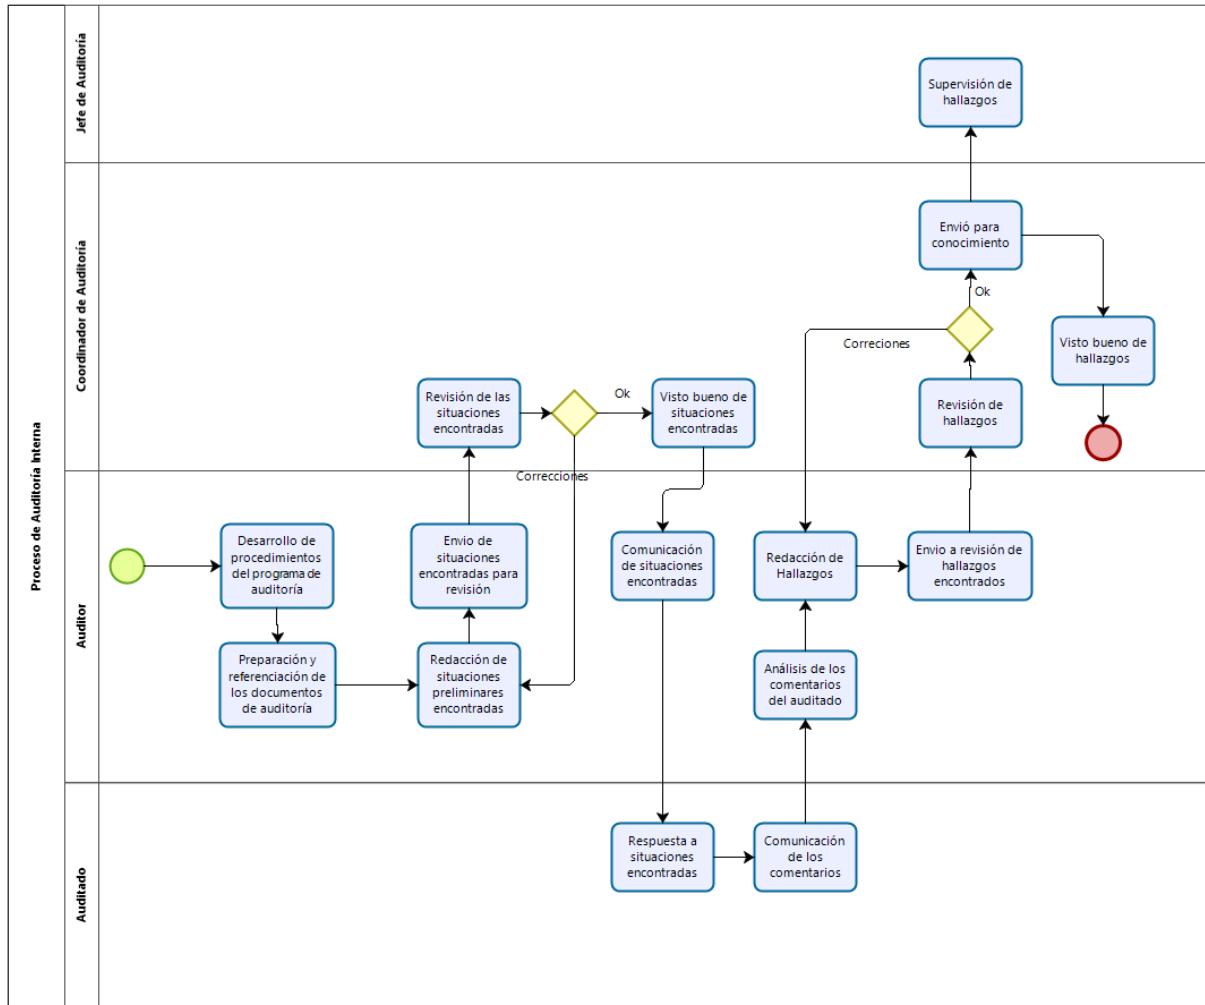 Proceso de Auditoría Interna
Jefe de Auditoría
Supervisión de
hallazgos
Coordinador de Auditoría
Envió para
conocimiento
Ok
Correciones
Visto bueno de
hallazgos
Revisión de las
situaciones
encontradas
Ok
Visto bueno de
situaciones
encontradas
Revisión de
hallazgos
Correcciones
Auditor
Desarrollo de
procedimientos
del programa de
auditoría
Envio de
situaciones
encontradas para
revisión
Comunicación
de situaciones
encontradas
Redacción de
Hallazgos
Envio a revisión de
hallazgos
encontrados
Preparación y
referenciación de
los documentos
de auditoría
Redacción de
situaciones
preliminares
encontradas
Análisis de los
comentarios
del auditado
Auditado
Respuesta a
situaciones
encontradas
Comunicación
de los
comentarios